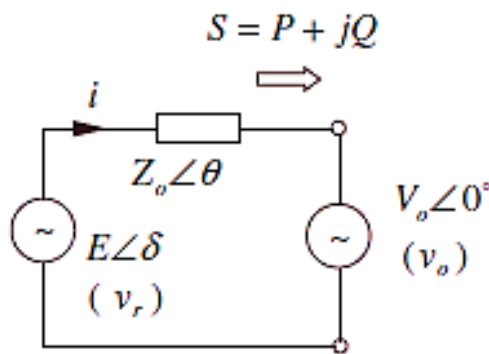 S = P + jQ
i
Z_o∠θ
~
E∠δ
(v_r)
~
V_o∠0°
(v_o)